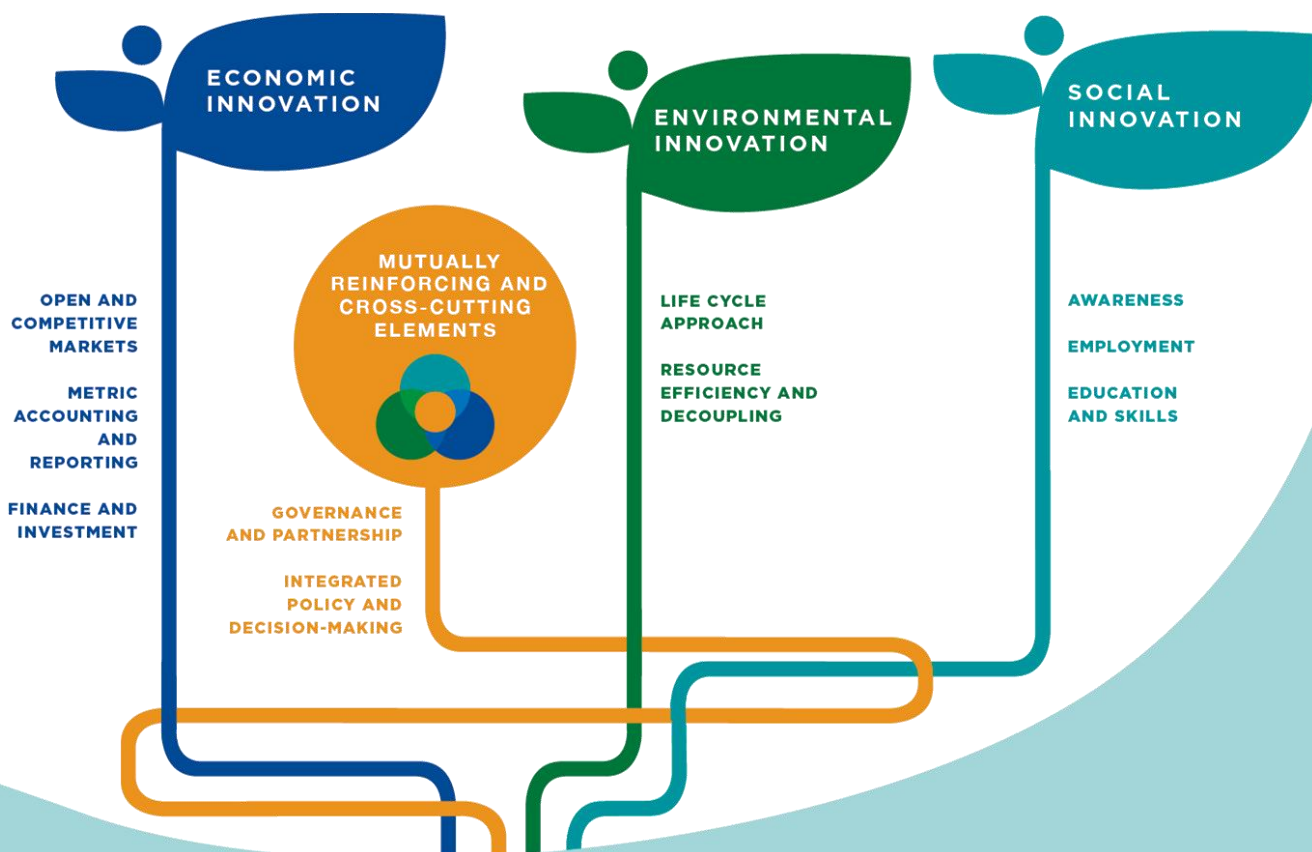 ECONOMIC
INNOVATION
ENVIRONMENTAL
INNOVATION
SOCIAL
INNOVATION
MUTUALLY
REINFORCING AND
CROSS-CUTTING
ELEMENTS
OPEN AND
COMPETITIVE
MARKETS
METRIC
ACCOUNTING
AND
REPORTING
FINANCE AND
INVESTMENT
GOVERNANCE
AND PARTNERSHIP
INTEGRATED
POLICY AND
DECISION-MAKING
LIFE CYCLE
APPROACH
RESOURCE
EFFICIENCY AND
DECOUPLING
AWARENESS
EMPLOYMENT
EDUCATION
AND SKILLS